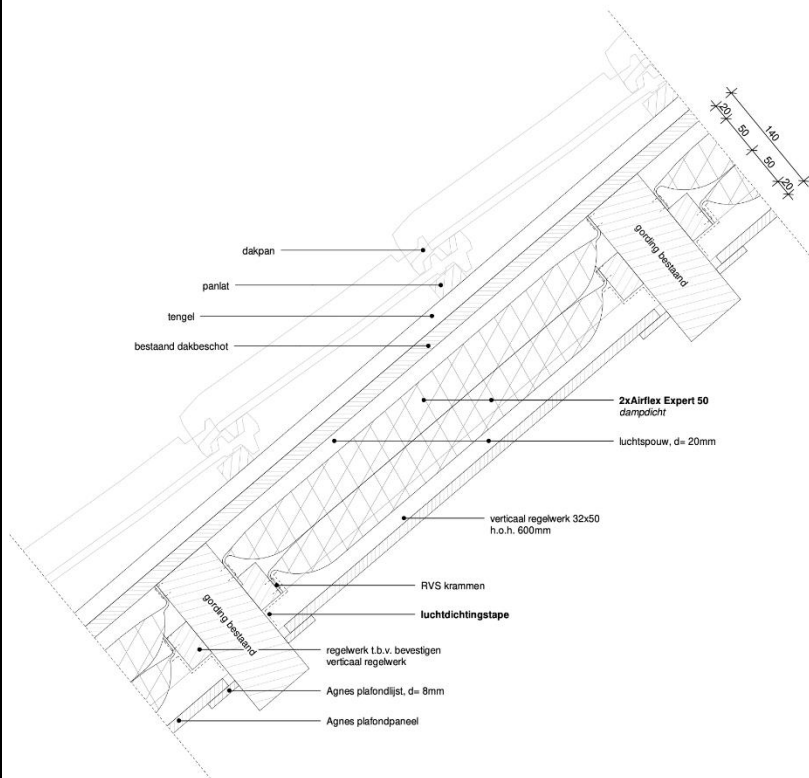 20
50
140
50
20
gording bestaand
dakpan
panlat
tengel
bestaand dakbeschot
2xAirflex Expert 50
dampdicht
luchtspouw, d= 20mm
verticaal regelwerk 32x50
h.o.h. 600mm
RVS krammen
luchtdichtingstape
gording bestaand
regelwerk t.b.v. bevestigen
verticaal regelwerk
Agnes plafondlijst, d= 8mm
Agnes plafondpaneel